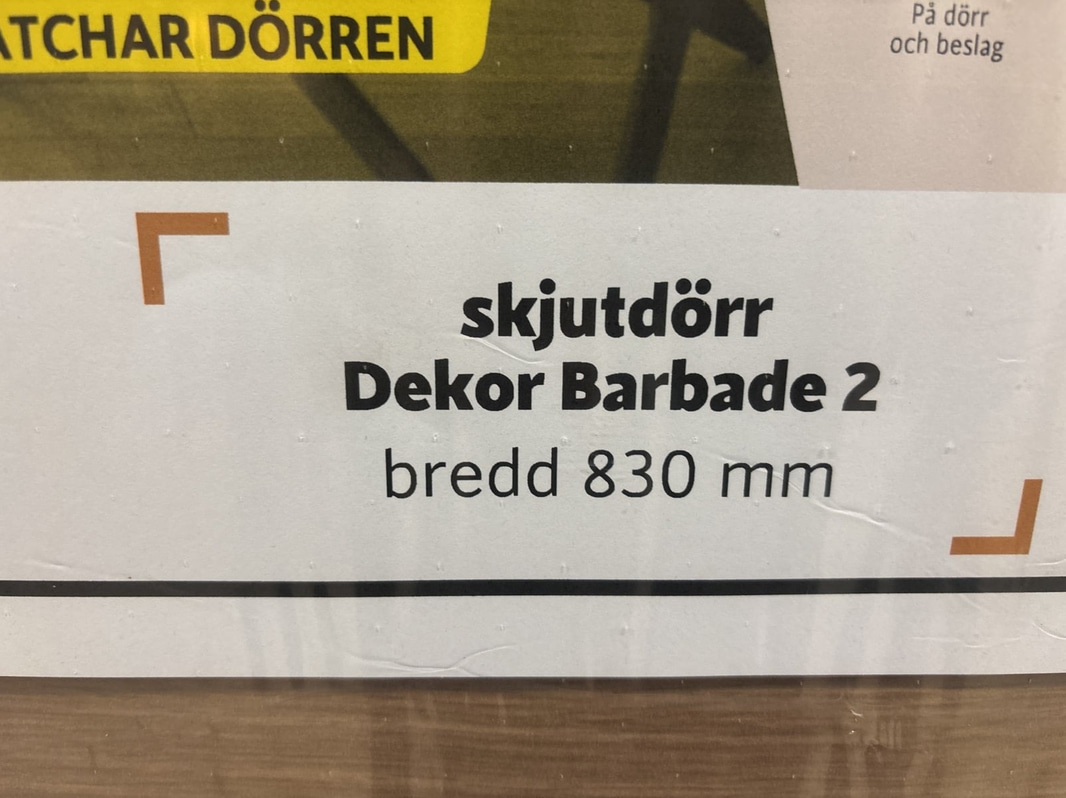 ATCHAR DÖRREN
På dörr
och beslag
skjutdörr
Dekor Barbade 2
bredd 830 mm